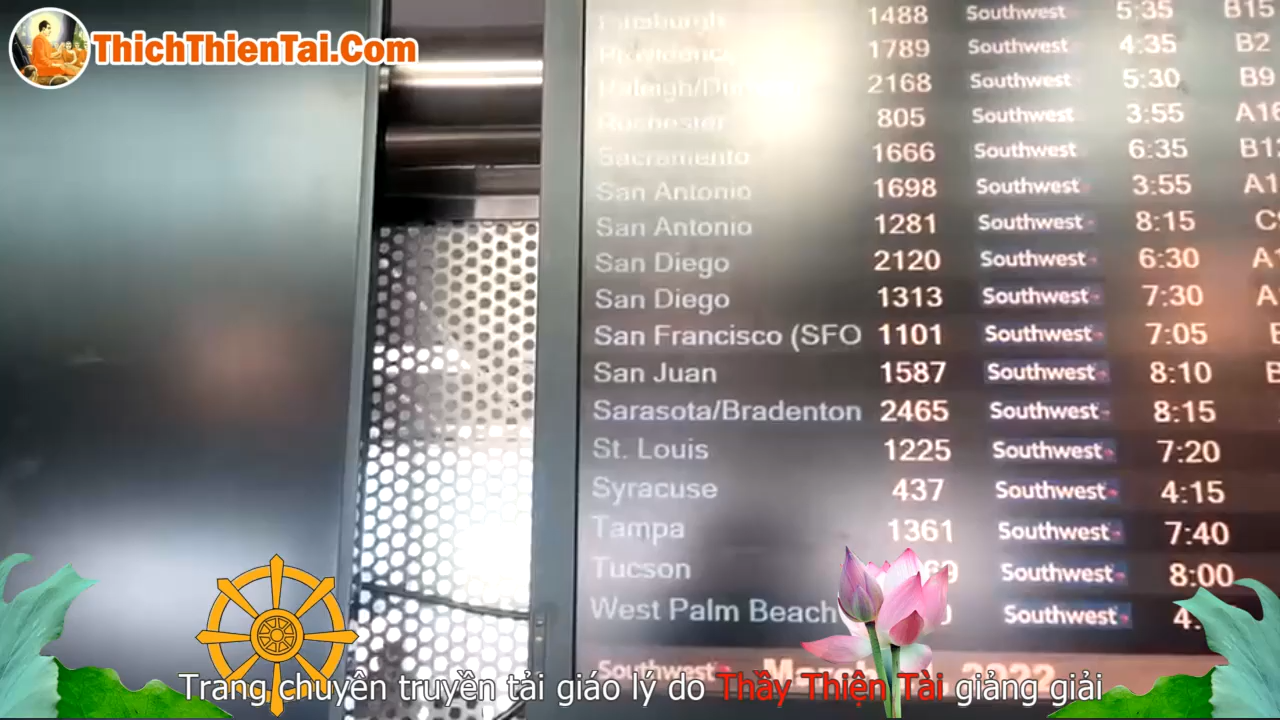 ThichThienTai.Com
Pittsburgh 1488 Southwest 5:35 B15
1789 Southwest 4:35 B2
Raleigh/ 2168 Southwest 5:30 B9
Rochester 805 Southwest 3:55 A16
Sacramento 1666 Southwest 6:35
San Antonio 1698 Southwest 3:55
San Antonio 1281 Southwest 8:15
San Diego 2120 Southwest 6:30
San Diego 1313 Southwest 7:30
San Francisco (SFO 1101 Southwest 7:05
San Juan 1587 Southwest 8:10
Sarasota/Bradenton 2465 Southwest 8:15
St. Louis 1225 Southwest 7:20
Syracuse 437 Southwest 4:15
Tampa 1361 Southwest 7:40
Tucson Southwest 8:00
West Palm Beach Southwest
Southwest 2022
Trang chuyên truyền tải giáo lý do Thầy Thiện Tài giảng giải